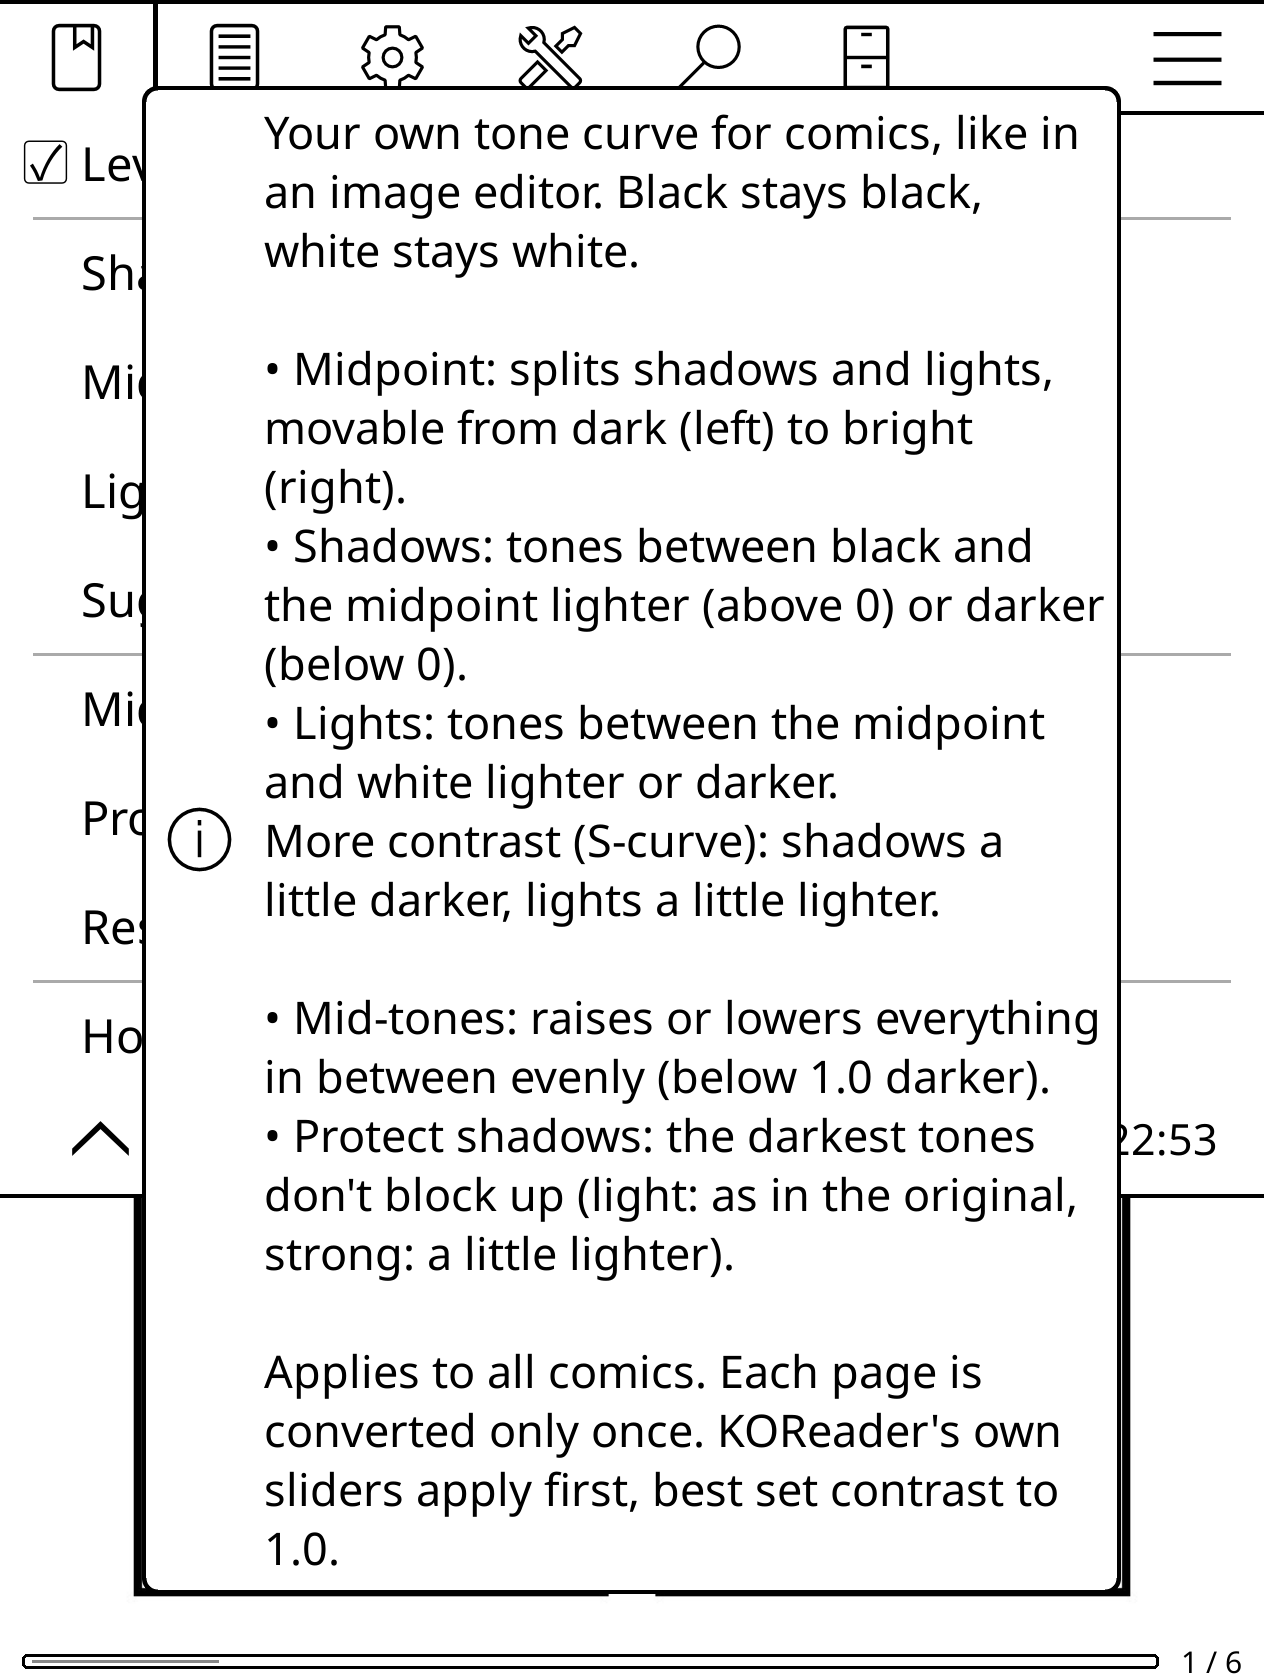 Your own tone curve for comics, like in
an image editor. Black stays black,
white stays white.
• Midpoint: splits shadows and lights,
movable from dark (left) to bright
(right).
• Shadows: tones between black and
the midpoint lighter (above 0) or darker
(below 0).
• Lights: tones between the midpoint
and white lighter or darker.
More contrast (S-curve): shadows a
little darker, lights a little lighter.
• Mid-tones: raises or lowers everything
in between evenly (below 1.0 darker).
• Protect shadows: the darkest tones
don't block up (light: as in the original,
strong: a little lighter).
Applies to all comics. Each page is
converted only once. KOReader's own
sliders apply first, best set contrast to
1.0.
22:53
1 / 6